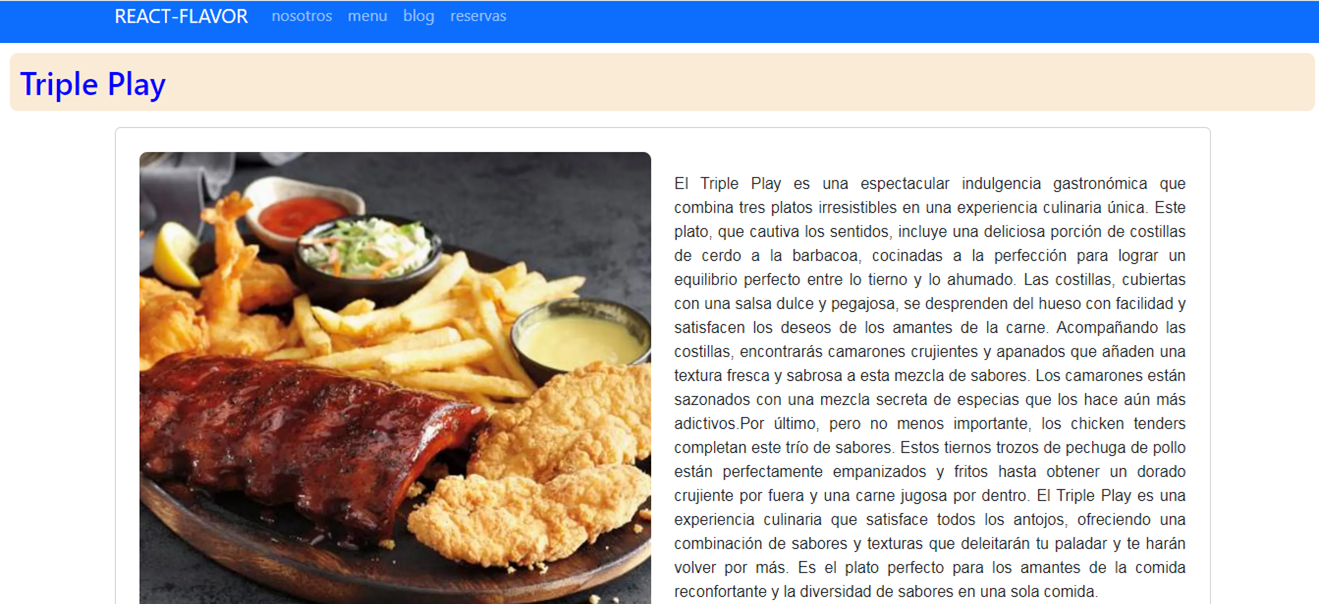 REACT-FLAVOR nosotros menu blog reservas
Triple Play
El Triple Play es una espectacular indulgencia gastronómica que
combina tres platos irresistibles en una experiencia culinaria única. Este
plato, que cautiva los sentidos, incluye una deliciosa porción de costillas
de cerdo a la barbacoa, cocinadas a la perfección para lograr un
equilibrio perfecto entre lo tierno y lo ahumado. Las costillas, cubiertas
con una salsa dulce y pegajosa, se desprenden del hueso con facilidad y
satisfacen los deseos de los amantes de la carne. Acompañando las
costillas, encontrarás camarones crujientes y apanados que añaden una
textura fresca y sabrosa a esta mezcla de sabores. Los camarones están
sazonados con una mezcla secreta de especias que los hace aún más
adictivos.Por último, pero no menos importante, los chicken tenders
completan este trío de sabores. Estos tiernos trozos de pechuga de pollo
están perfectamente empanizados y fritos hasta obtener un dorado
crujiente por fuera y una carne jugosa por dentro. El Triple Play es una
experiencia culinaria que satisface todos los antojos, ofreciendo una
combinación de sabores y texturas que deleitarán tu paladar y te harán
volver por más. Es el plato perfecto para los amantes de la comida
reconfortante y la diversidad de sabores en una sola comida.